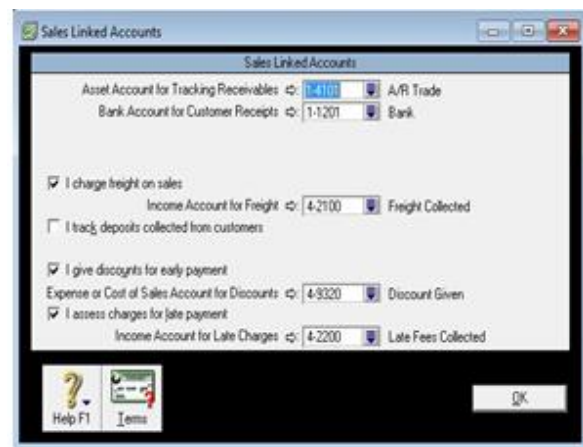 Sales Linked Accounts
Sales Linked Accounts
Asset Account for Tracking Receivables ⇨: 1-4101 A/R Trade
Bank Account for Customer Receipts ⇨: 1-1201 Bank
I charge freight on sales
Income Account for Freight ⇨: 4-2100 Freight Collected
I track deposits collected from customers
I give discounts for early payment
Expense or Cost of Sales Account for Discounts ⇨: 4-9320 Discount Given
I assess charges for late payment
Income Account for Late Charges ⇨: 4-2200 Late Fees Collected
Help F1 Terms OK